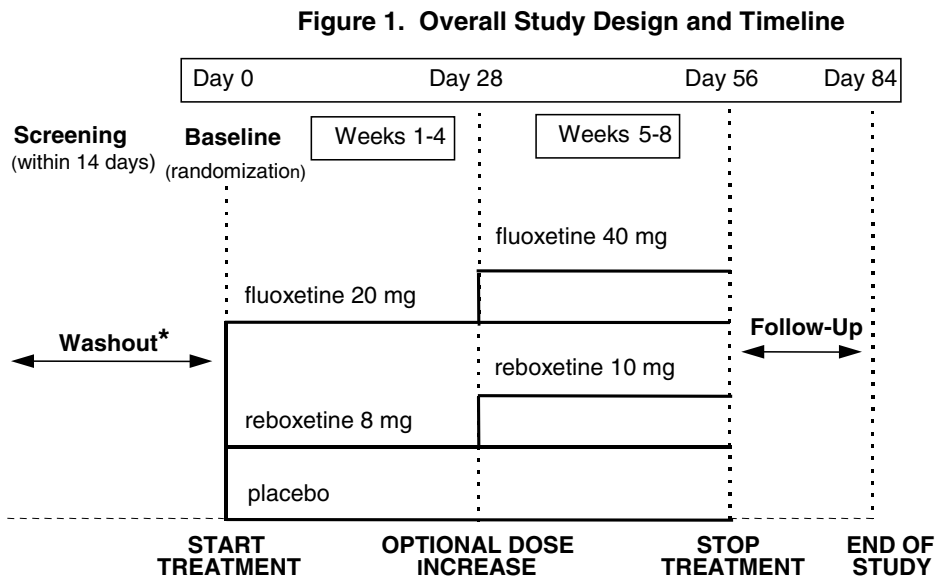 Figure 1.  Overall Study Design and Timeline
Day 0 Day 28 Day 56 Day 84
Screening
(within 14 days)
Baseline
(randomization)
Weeks 1-4
Weeks 5-8
fluoxetine 40 mg
fluoxetine 20 mg
Washout*
Follow-Up
reboxetine 10 mg
reboxetine 8 mg
placebo
START
TREATMENT
OPTIONAL DOSE
INCREASE
STOP
TREATMENT
END OF
STUDY